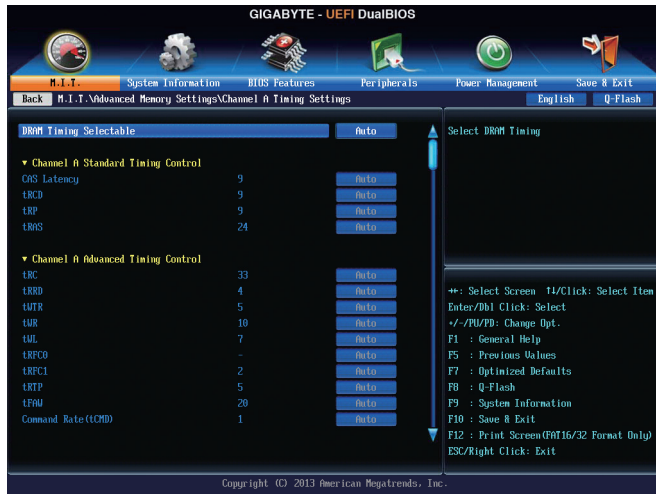 GIGABYTE - UEFI DualBIOS
M.I.T. System Information BIOS Features Peripherals Power Management Save & Exit
Back M.I.T.\Advanced Memory Settings\Channel A Timing Settings English Q-Flash
DRAM Timing Selectable Auto
▼ Channel A Standard Timing Control
CAS Latency 9 Auto
tRCD 9 Auto
tRP 9 Auto
tRAS 24 Auto
▼ Channel A Advanced Timing Control
tRC 33 Auto
tRRD 4 Auto
tWTR 5 Auto
tWR 10 Auto
tWL 7 Auto
tRFC0 - Auto
tRFC1 2 Auto
tRTP 5 Auto
tFAW 20 Auto
Command Rate(tCMD) 1 Auto
Select DRAM Timing
→←: Select Screen ↑↓/Click: Select Item
Enter/Dbl Click: Select
+/-/PU/PD: Change Opt.
F1 : General Help
F5 : Previous Values
F7 : Optimized Defaults
F8 : Q-Flash
F9 : System Information
F10 : Save & Exit
F12 : Print Screen(FAT16/32 Format Only)
ESC/Right Click: Exit
Copyright (C) 2013 American Megatrends, Inc.